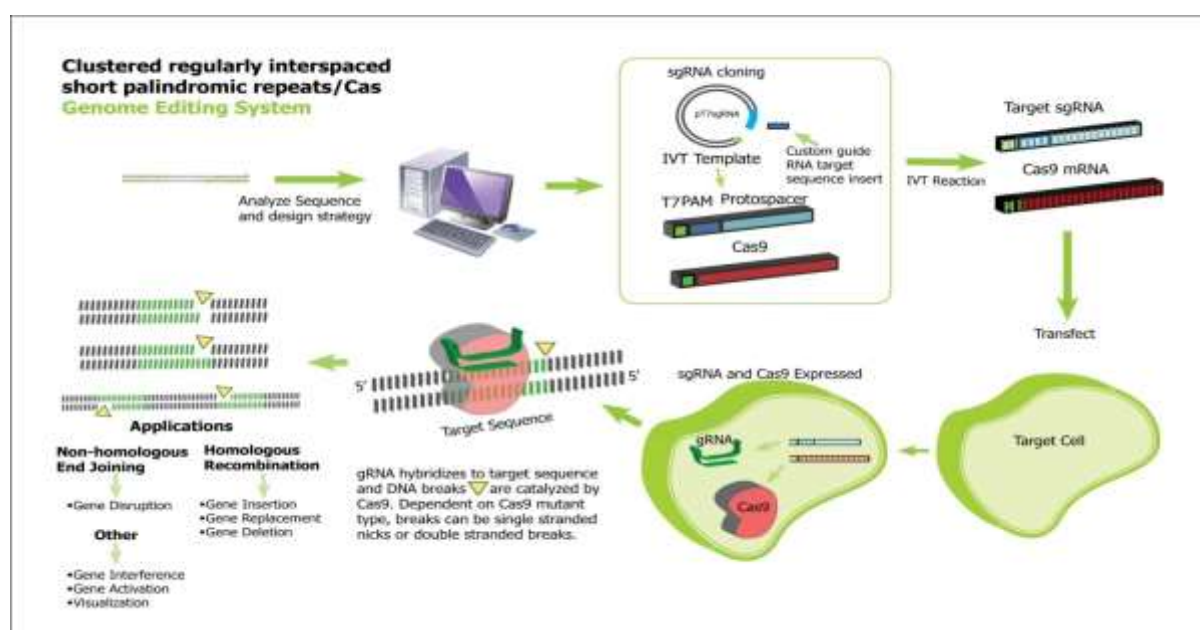 Clustered regularly interspaced
short palindromic repeats/Cas
Genome Editing System
Analyze Sequence
and design strategy
sgRNA cloning
pT7sgRNA
IVT Template
Custom guide
RNA target
sequence insert
T7PAM Protospacer
Cas9
IVT Reaction
Target sgRNA
Cas9 mRNA
Transfect
Target Cell
sgRNA and Cas9 Expressed
gRNA
Cas9
5'
5'
Target Sequence
gRNA hybridizes to target sequence
and DNA breaks are catalyzed by
Cas9. Dependent on Cas9 mutant
type, breaks can be single stranded
nicks or double stranded breaks.
Applications
Non-homologous
End Joining
•Gene Disruption
Other
•Gene Interference
•Gene Activation
•Visualization
Homologous
Recombination
•Gene Insertion
•Gene Replacement
•Gene Deletion